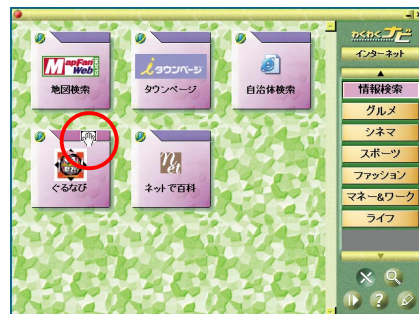 わくわくナビ
インターネット
MapFan Web
地図検索
iタウンページ
タウンページ
自治体検索
ぐるなび
net
ネットで百科
情報検索
グルメ
シネマ
スポーツ
ファッション
マネー&ワーク
ライフ
?